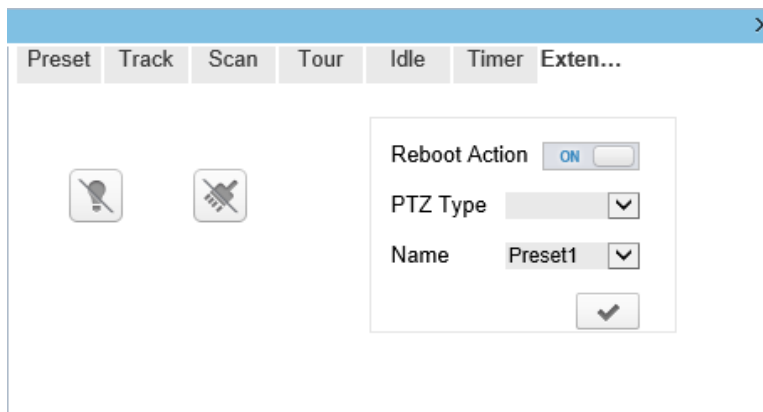 Preset Track Scan Tour Idle Timer Exten...
Reboot Action ON
PTZ Type
Name Preset1